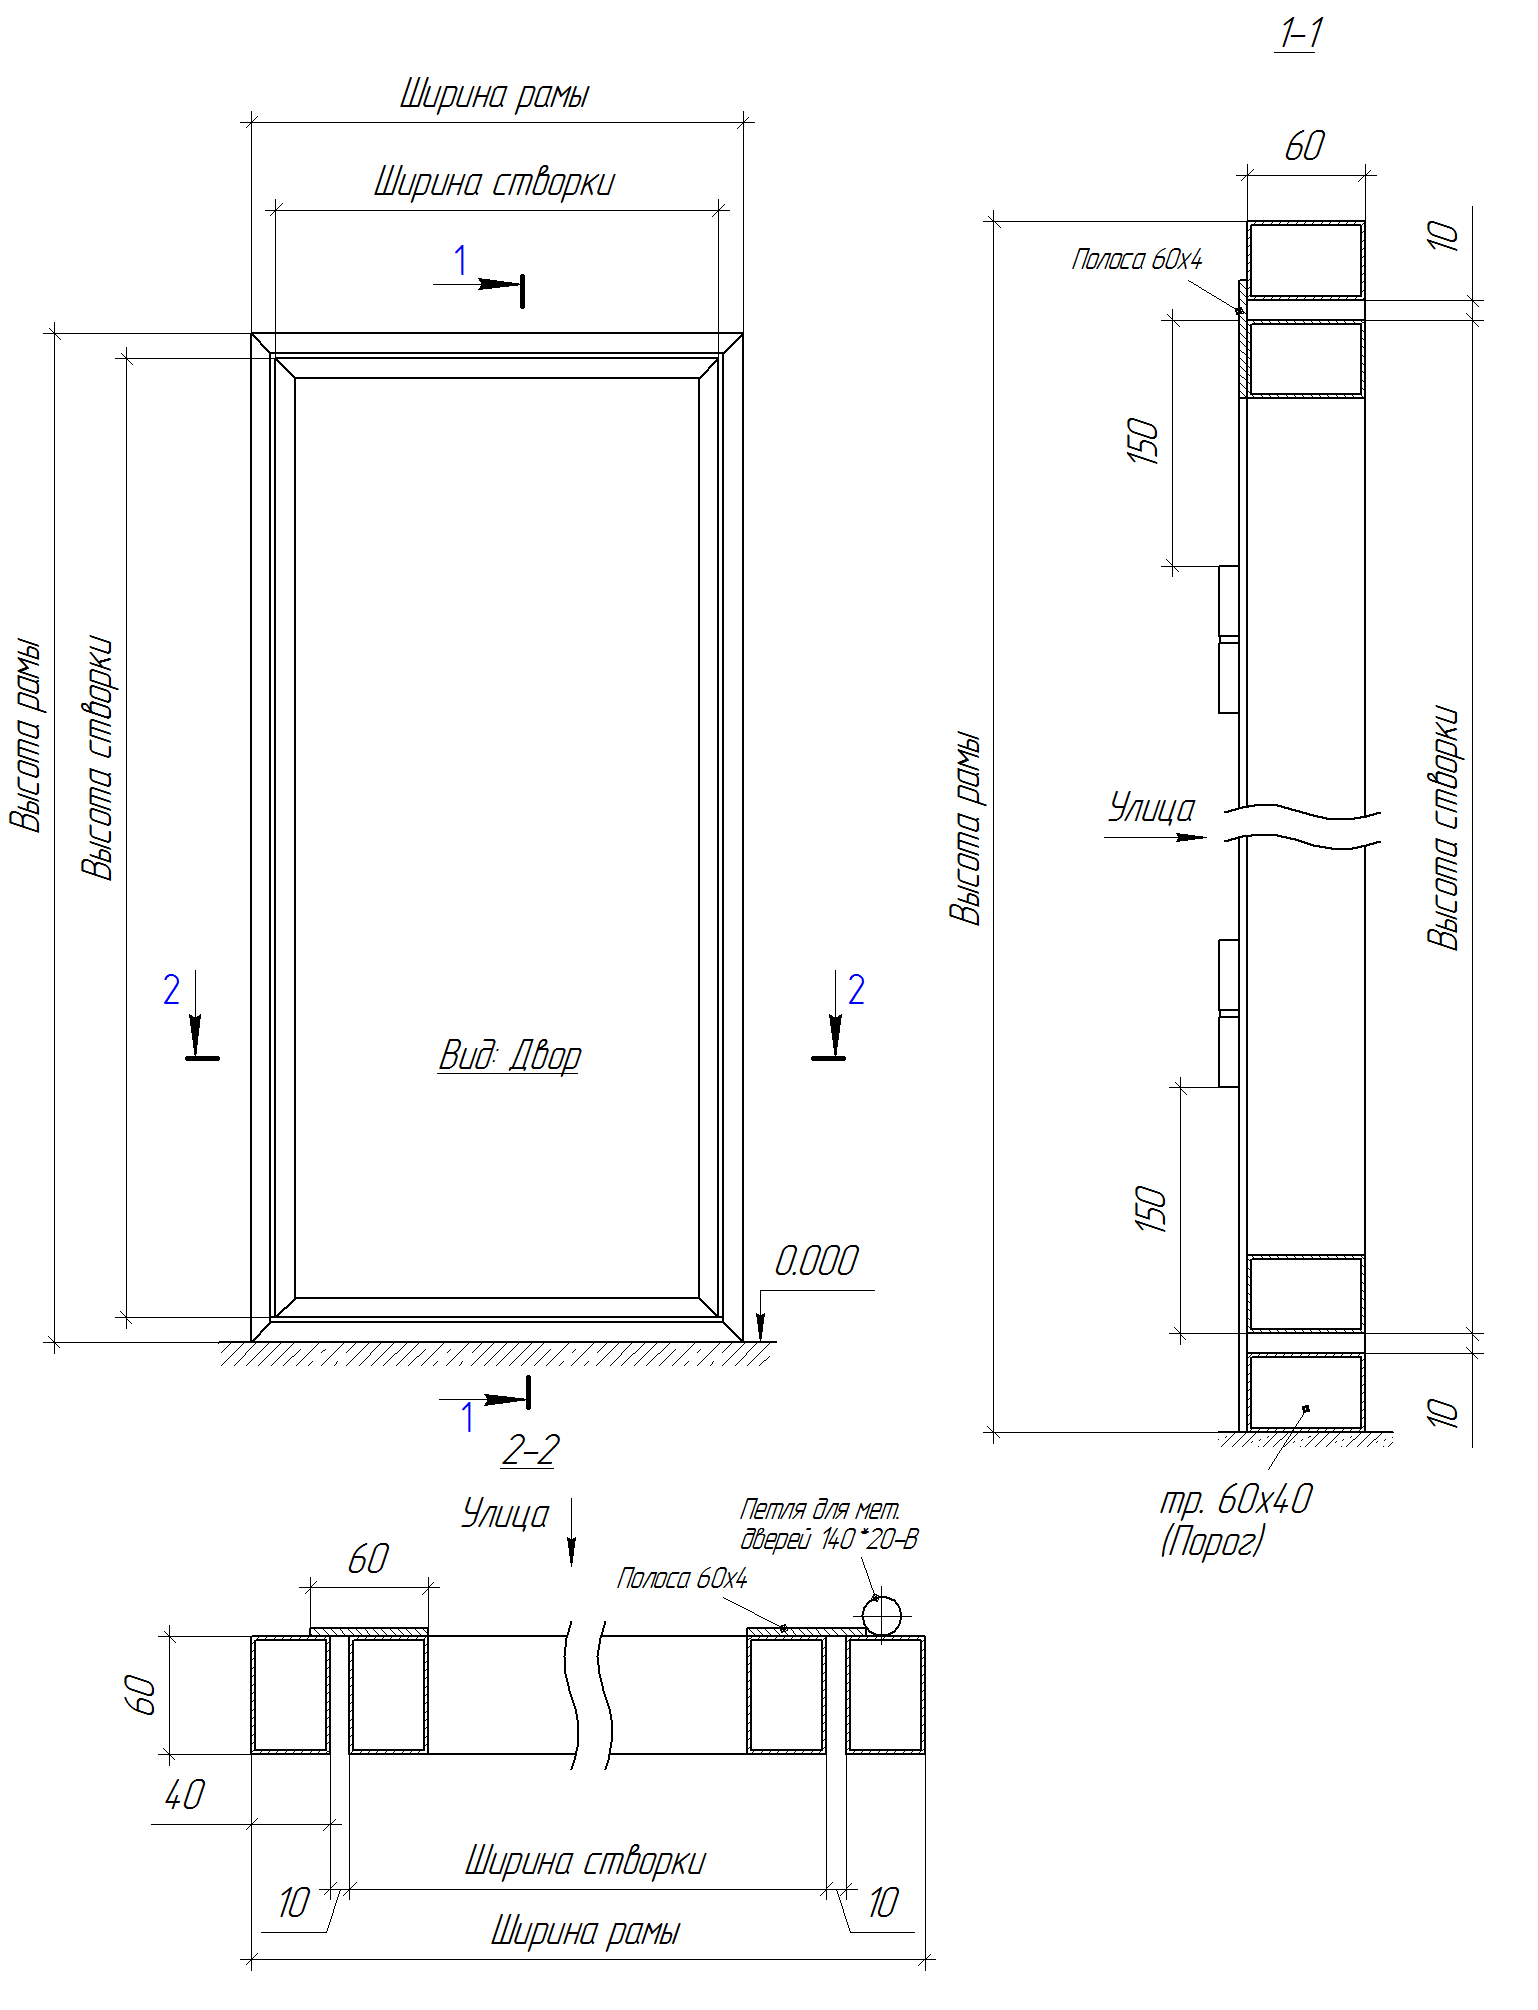 1-1
Ширина рамы
60
Ширина створки
10
1
Полоса 60х4
150
Высота рамы
Высота створки
Высота рамы
Улица
Высота створки
2
2
Вид: Двор
150
0.000
1
10
2-2
тр. 60х40
(Порог)
Улица
Петля для мет.
дверей 140*20-В
60
Полоса 60х4
60
40
Ширина створки
10
10
Ширина рамы